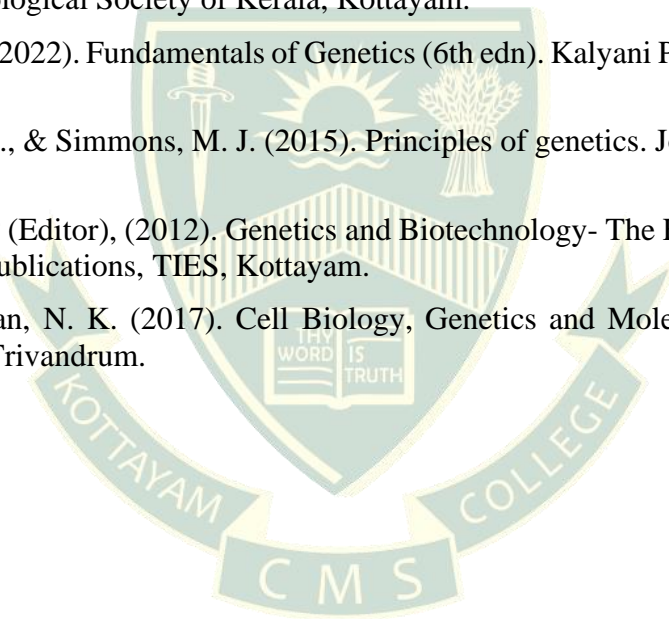 ological Society of Kerala, Kottayam.
2022). Fundamentals of Genetics (6th edn). Kalyani P
., & Simmons, M. J. (2015). Principles of genetics. Jo
(Editor), (2012). Genetics and Biotechnology- The
ublications, TIES, Kottayam.
an, N. K. (2017). Cell Biology, Genetics and Mole
Trivandrum.
THY
WORD IS
TRUTH
KOTTAYAM
COLLEGE
CMS